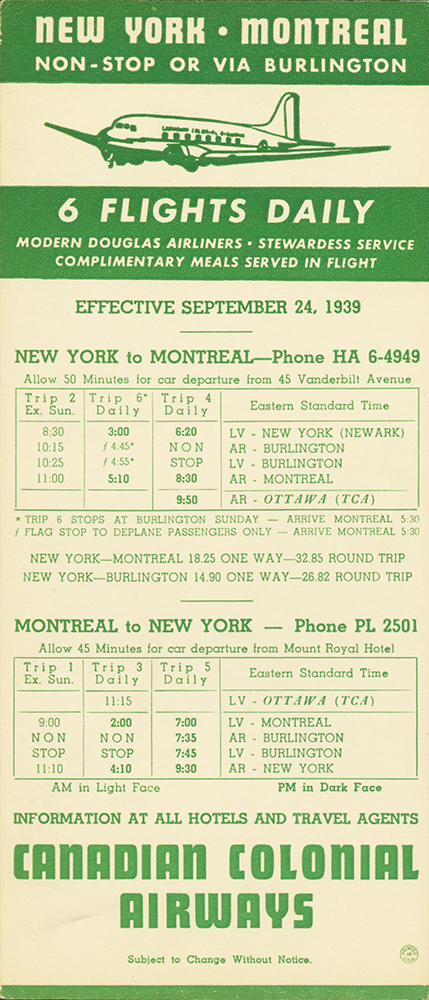 NEW YORK • MONTREAL
NON-STOP OR VIA BURLINGTON
6 FLIGHTS DAILY
MODERN DOUGLAS AIRLINERS • STEWARDESS SERVICE
COMPLIMENTARY MEALS SERVED IN FLIGHT
EFFECTIVE SEPTEMBER 24, 1939
NEW YORK to MONTREAL—Phone HA 6-4949
Allow 50 Minutes for car departure from 45 Vanderbilt Avenue
Trip 2 Trip 6* Trip 4 Eastern Standard Time
Ex. Sun. Daily Daily
8:30 3:00 6:20 LV - NEW YORK (NEWARK)
10:15 f 4:45* NON AR - BURLINGTON
10:25 f 4:55* STOP LV - BURLINGTON
11:00 5:10 8:30 AR - MONTREAL
9:50 AR - OTTAWA (TCA)
* TRIP 6 STOPS AT BURLINGTON SUNDAY — ARRIVE MONTREAL 5:30
f FLAG STOP TO DEPLANE PASSENGERS ONLY — ARRIVE MONTREAL 5:30
NEW YORK—MONTREAL 18.25 ONE WAY—32.85 ROUND TRIP
NEW YORK—BURLINGTON 14.90 ONE WAY—26.82 ROUND TRIP
MONTREAL to NEW YORK — Phone PL 2501
Allow 45 Minutes for car departure from Mount Royal Hotel
Trip 1 Trip 3 Trip 5 Eastern Standard Time
Ex. Sun. Daily Daily
11:15 LV - OTTAWA (TCA)
9:00 2:00 7:00 LV - MONTREAL
NON NON 7:35 AR - BURLINGTON
STOP STOP 7:45 LV - BURLINGTON
11:10 4:10 9:30 AR - NEW YORK
AM in Light Face PM in Dark Face
INFORMATION AT ALL HOTELS AND TRAVEL AGENTS
CANADIAN COLONIAL
AIRWAYS
Subject to Change Without Notice.